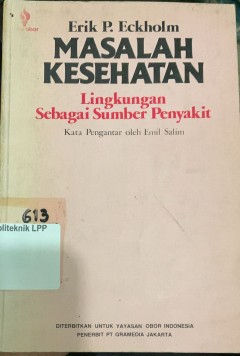 Erik P. Eckholm
MASALAH
KESEHATAN
Lingkungan
Sebagai Sumber Penyakit
Kata Pengantar oleh Emil Salim
613
oliteknik LPP
DITERBITKAN UNTUK YAYASAN OBOR INDONESIA
PENERBIT PT GRAMEDIA JAKARTA